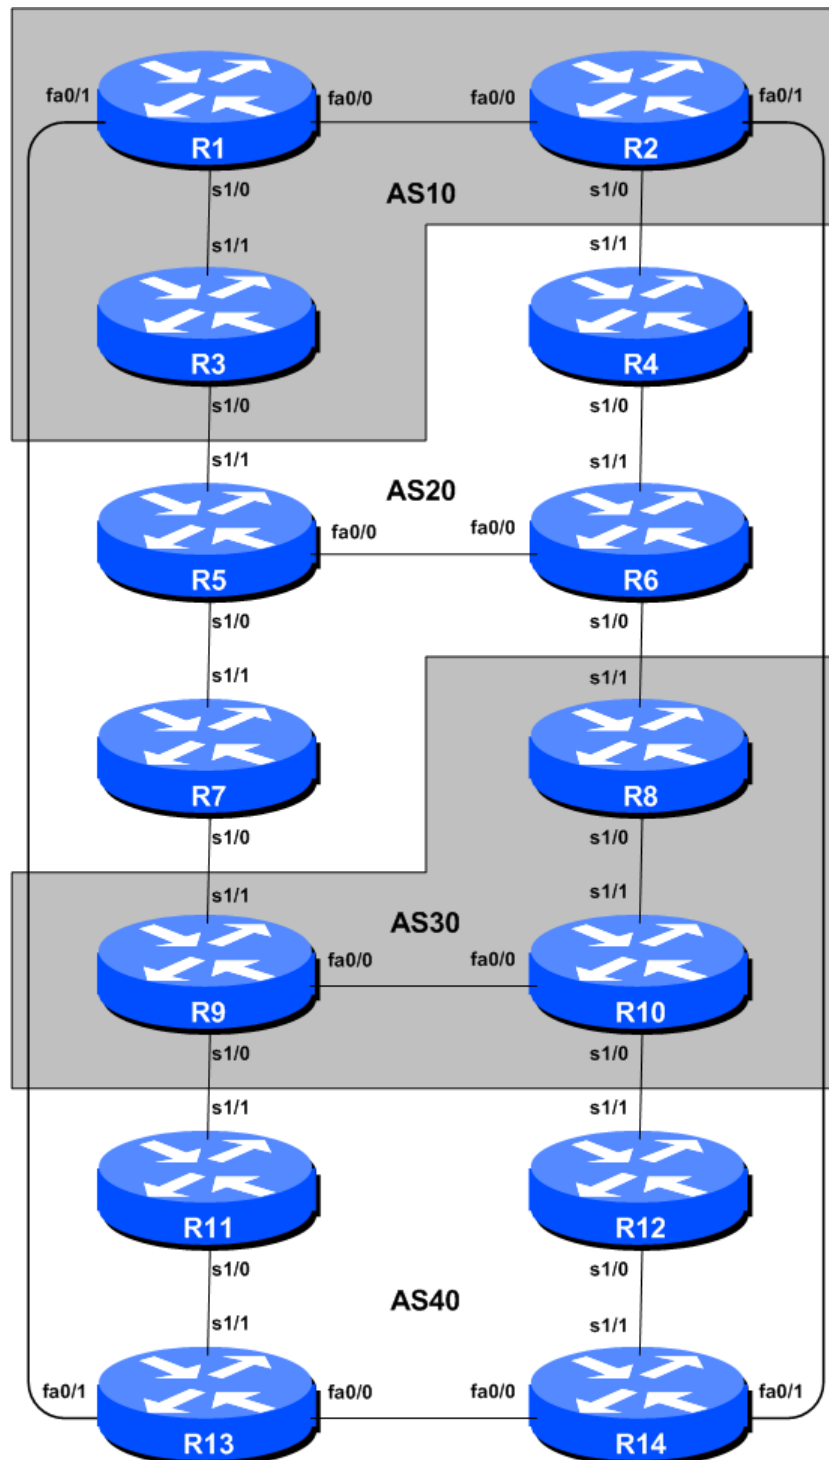 fa0/1 fa0/0 fa0/0 fa0/1
R1 R2
s1/0 AS10 s1/0
s1/1 s1/1
R3 R4
s1/0 s1/0
s1/1 AS20 s1/1
fa0/0 fa0/0
R5 R6
s1/0 s1/0
s1/1 s1/1
R7 R8
s1/0 s1/0
s1/1 AS30 s1/1
fa0/0 fa0/0
R9 R10
s1/0 s1/0
s1/1 s1/1
R11 R12
s1/0 s1/0
AS40
s1/1 s1/1
fa0/1 fa0/0 fa0/0 fa0/1
R13 R14